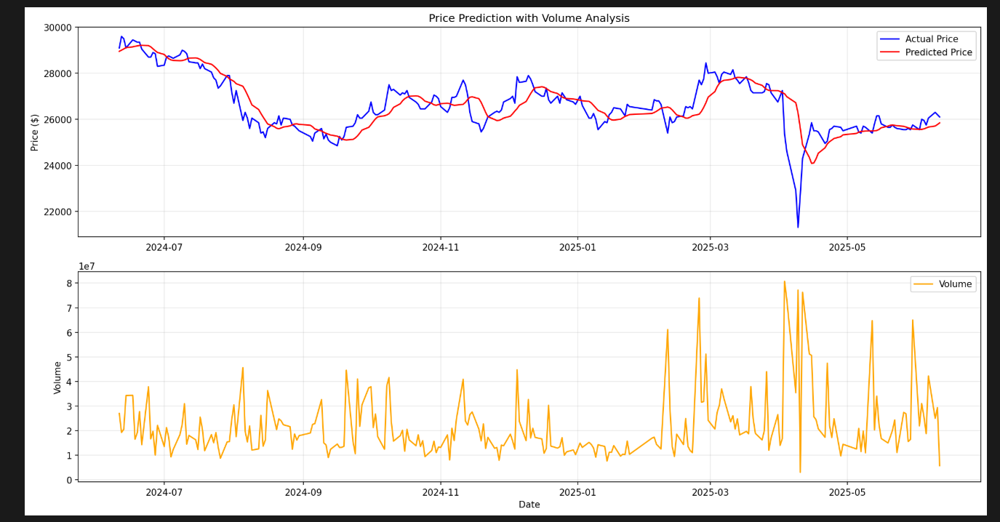 Price Prediction with Volume Analysis
30000
28000
26000
24000
22000
Price ($)
Actual Price
Predicted Price
2024-07 2024-09 2024-11 2025-01 2025-03 2025-05
1e7
8
7
6
5
4
3
2
1
0
Volume
Volume
2024-07 2024-09 2024-11 2025-01 2025-03 2025-05
Date